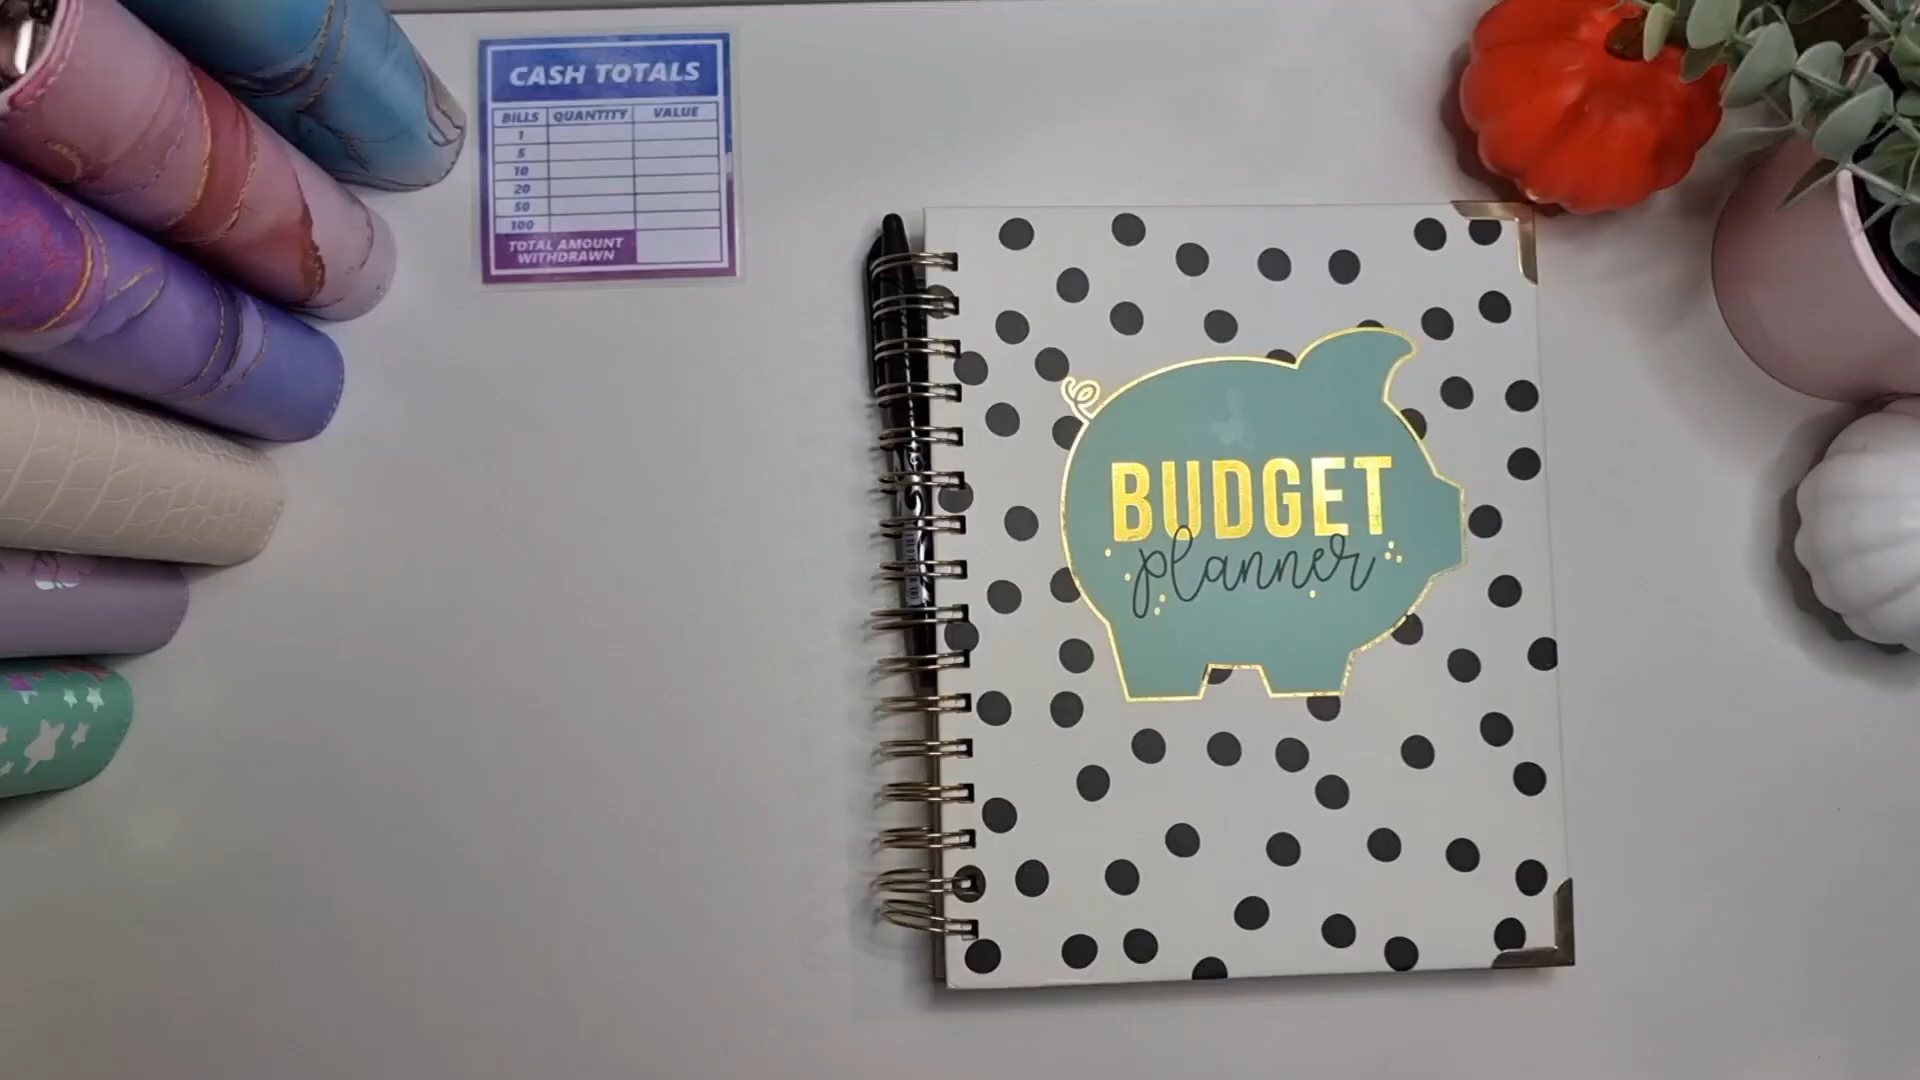 CASH TOTALS
BILLS QUANTITY VALUE
1
5
10
20
50
100
TOTAL AMOUNT
WITHDRAWN
BUDGET
planner